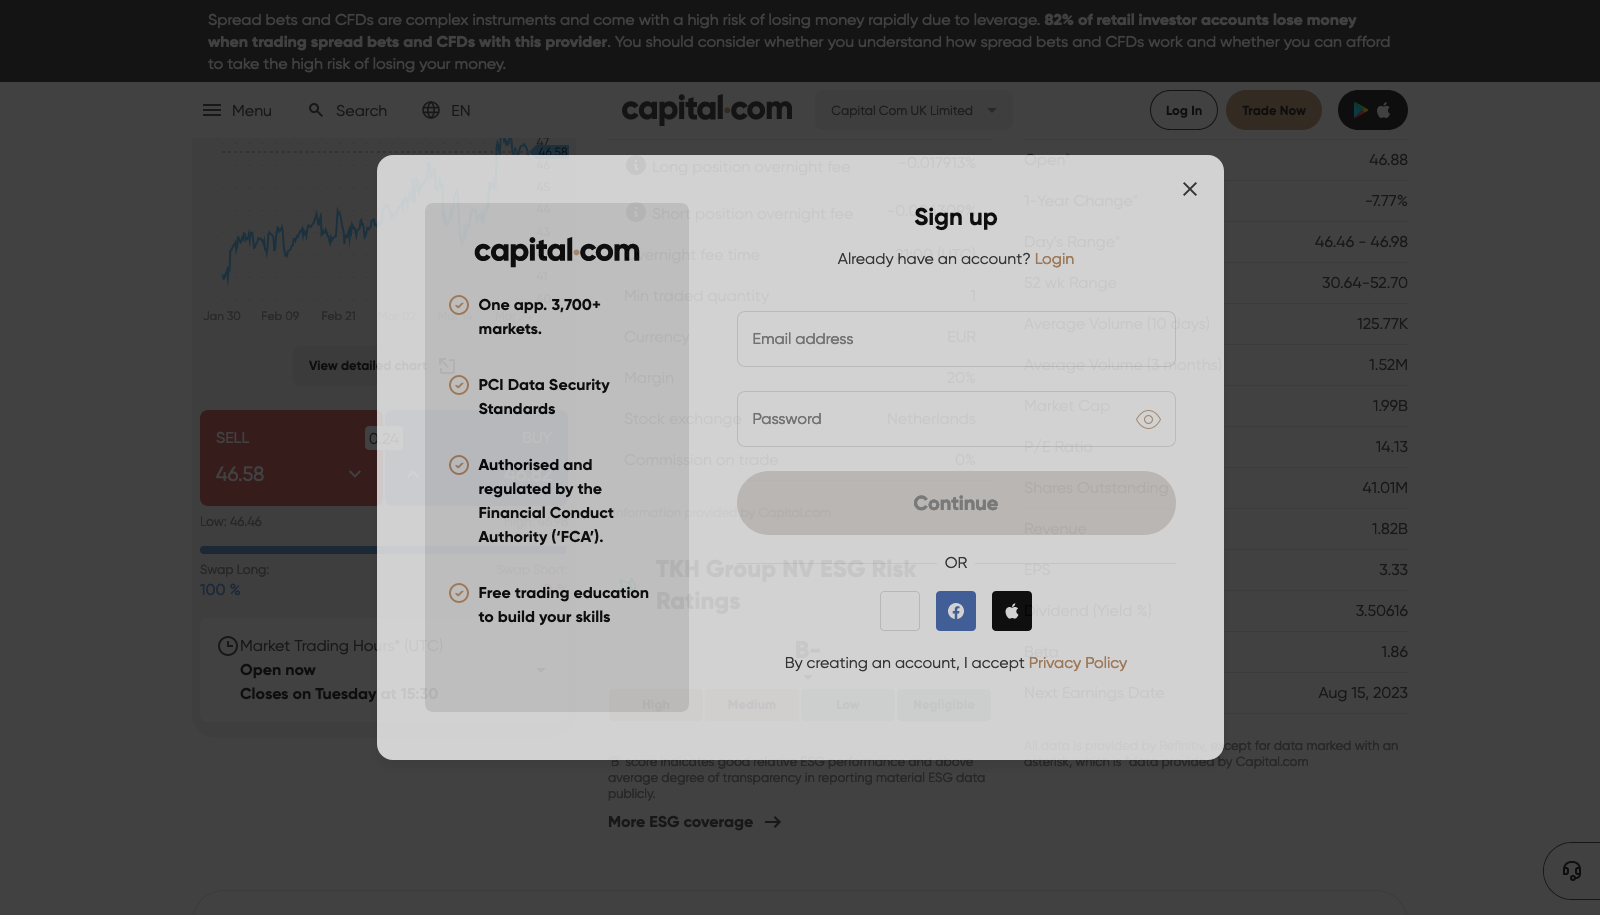 Spread bets and CFDs are complex instruments and come with a high risk of losing money rapidly due to leverage. 82% of retail investor accounts lose money
when trading spread bets and CFDs with this provider. You should consider whether you understand how spread bets and CFDs work and whether you can afford
to take the high risk of losing your money.
Menu Search EN capital.com Capital Com UK Limited Log In Trade Now
47
46.58
45
44
43
41
Jan 30 Feb 09 Feb 21
View detailed chart
SELL 0.24 BUY
46.58
Low: 46.46
Swap Long:
100 %
Market Trading Hours* (UTC)
Open now
Closes on Tuesday at 15:30
Long position overnight fee -0.017913%
Short position overnight fee
Overnight fee time
Min traded quantity 1
Currency EUR
Margin 20%
Stock exchange Netherlands
Commission on trade 0%
Information provided by Capital.com
TKH Group NV ESG Risk
Ratings
B-
High Medium Low Negligible
'B' score indicates good relative ESG performance and above
average degree of transparency in reporting material ESG data
publicly.
More ESG coverage
Open* 46.88
1-Year Change* -7.77%
Day's Range* 46.46 - 46.98
52 wk Range 30.64-52.70
Average Volume (10 days) 125.77K
Average Volume (3 months) 1.52M
Market Cap 1.99B
P/E Ratio 14.13
Shares Outstanding 41.01M
Revenue 1.82B
EPS 3.33
Dividend (Yield %) 3.50616
Beta 1.86
Next Earnings Date Aug 15, 2023
All data is provided by Refinitiv, except for data marked with an
asterisk, which is *data provided by Capital.com
capital.com
One app. 3,700+
markets.
PCI Data Security
Standards
Authorised and
regulated by the
Financial Conduct
Authority (‘FCA’).
Free trading education
to build your skills
Sign up
Already have an account? Login
Email address
Password
Continue
OR
By creating an account, I accept Privacy Policy